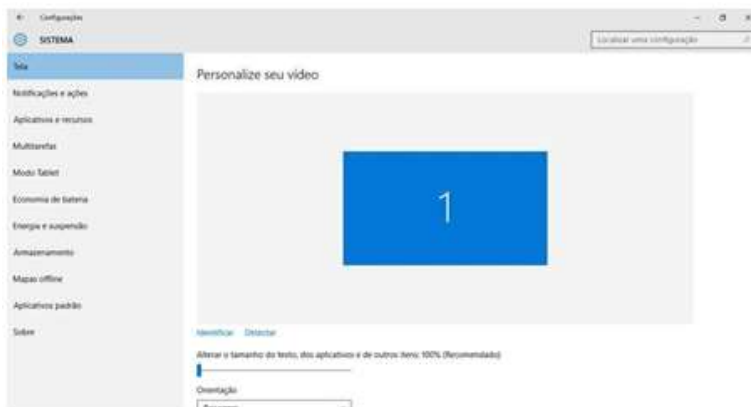 Configurações
SISTEMA
Localizar uma configuração
Tela
Personalize seu vídeo
Notificações e ações
Aplicativos e recursos
Multitarefas
Modo Tablet
Economia de bateria
Energia e suspensão
Armazenamento
Mapas offline
Aplicativos padrão
Sobre
1
Identificar Detectar
Alterar o tamanho do texto, dos aplicativos e de outros itens: 100% (Recomendado)
Orientação